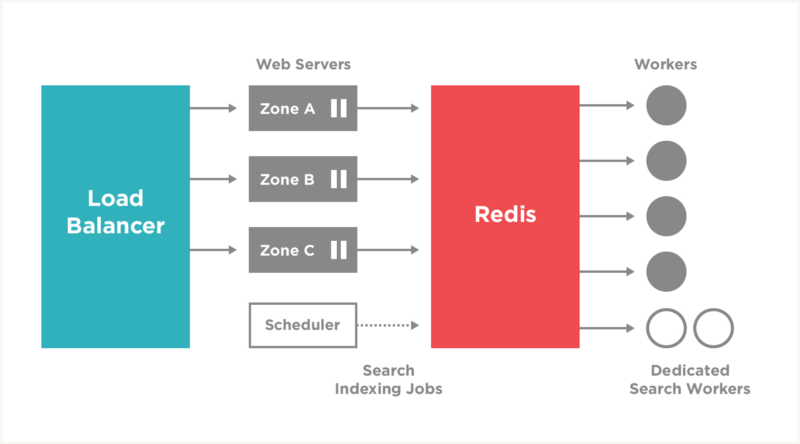 Web Servers
Workers
Load
Balancer
Zone A
Zone B
Zone C
Scheduler
Redis
Search
Indexing Jobs
Dedicated
Search Workers